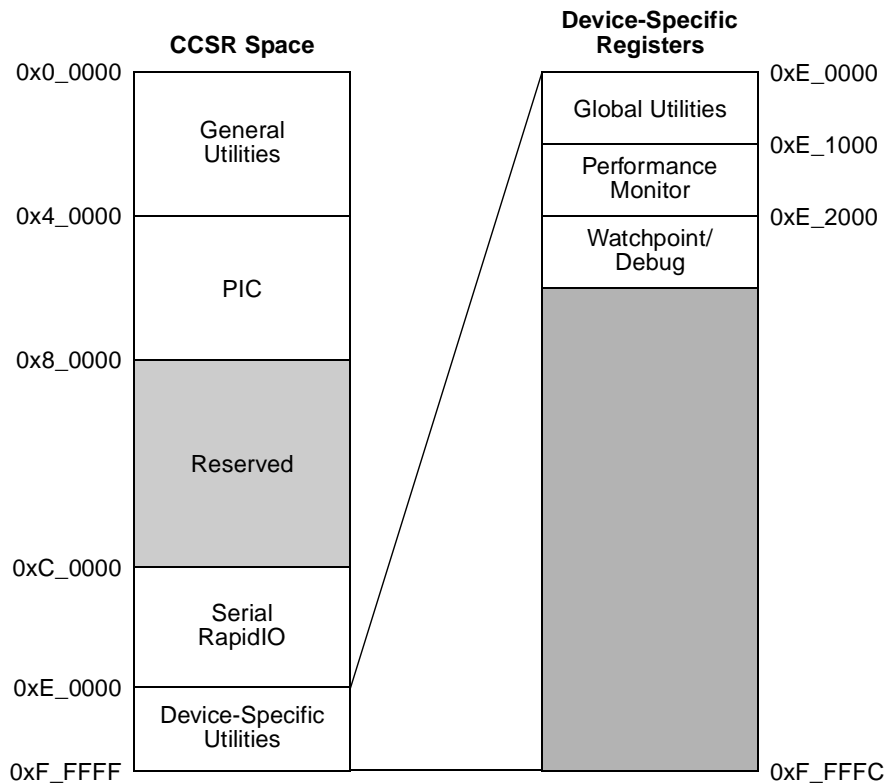 CCSR Space
0x0_0000
General
Utilities
0x4_0000
PIC
0x8_0000
Reserved
0xC_0000
Serial
RapidIO
0xE_0000
Device-Specific
Utilities
0xF_FFFF
Device-Specific
Registers
0xE_0000
Global Utilities
0xE_1000
Performance
Monitor
0xE_2000
Watchpoint/
Debug
0xF_FFFC